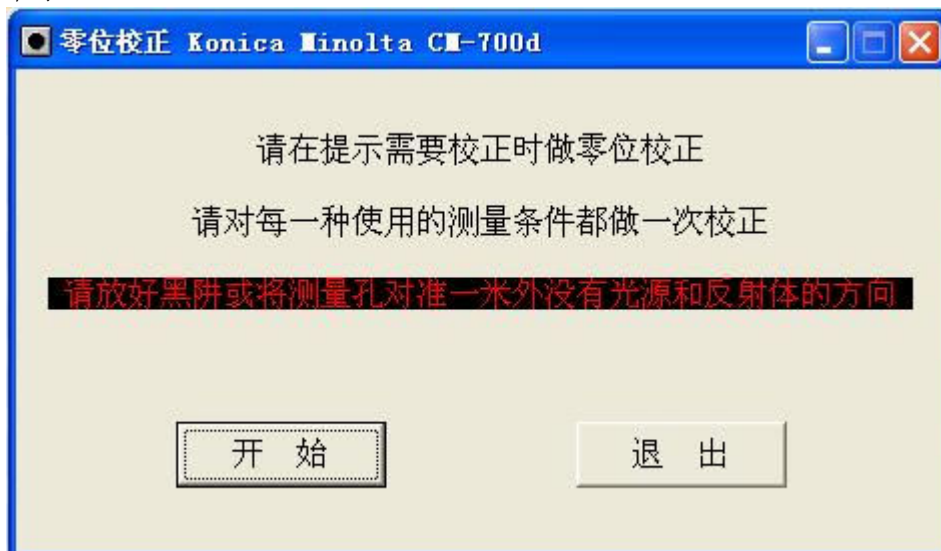 零位校正 Konica Minolta CM-700d
请在提示需要校正时做零位校正
请对每一种使用的测量条件都做一次校正
请放好黑阱或将测量孔对准一米外没有光源和反射体的方向
开 始
退 出